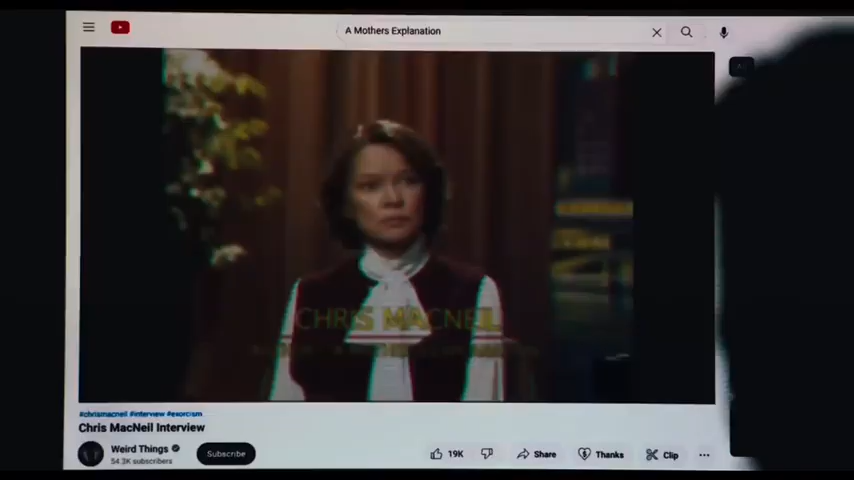 A Mothers Explanation
CHRIS MACNEIL
#chrismacneil #interview #exorcism
Chris MacNeil Interview
Weird Things
54.3K subscribers
Subscribe
19K
Share
Thanks
Clip